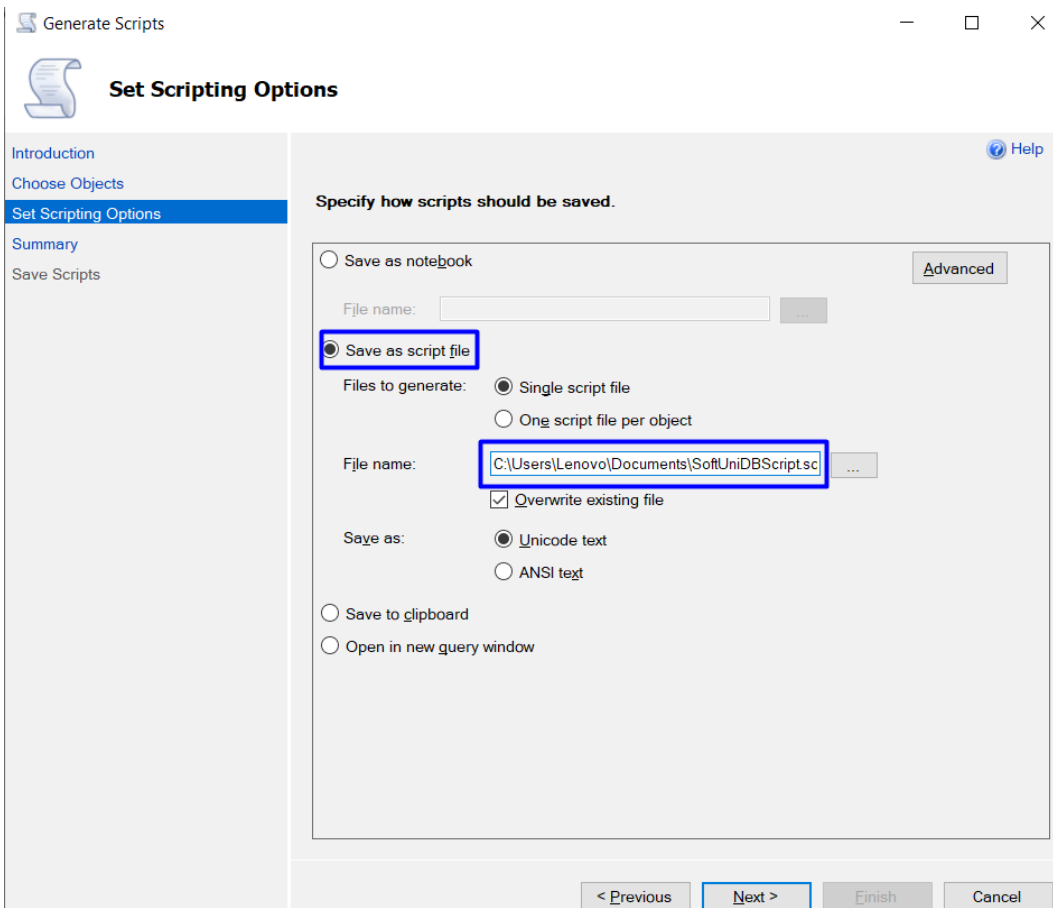 Generate Scripts
Set Scripting Options
Help
Introduction
Choose Objects
Set Scripting Options
Summary
Save Scripts
Specify how scripts should be saved.
Save as notebook
Advanced
File name:
...
Save as script file
Files to generate:
Single script file
One script file per object
File name:
C:\Users\Lenovo\Documents\SoftUniDBScript.sc
...
Overwrite existing file
Save as:
Unicode text
ANSI text
Save to clipboard
Open in new query window
< Previous
Next >
Finish
Cancel